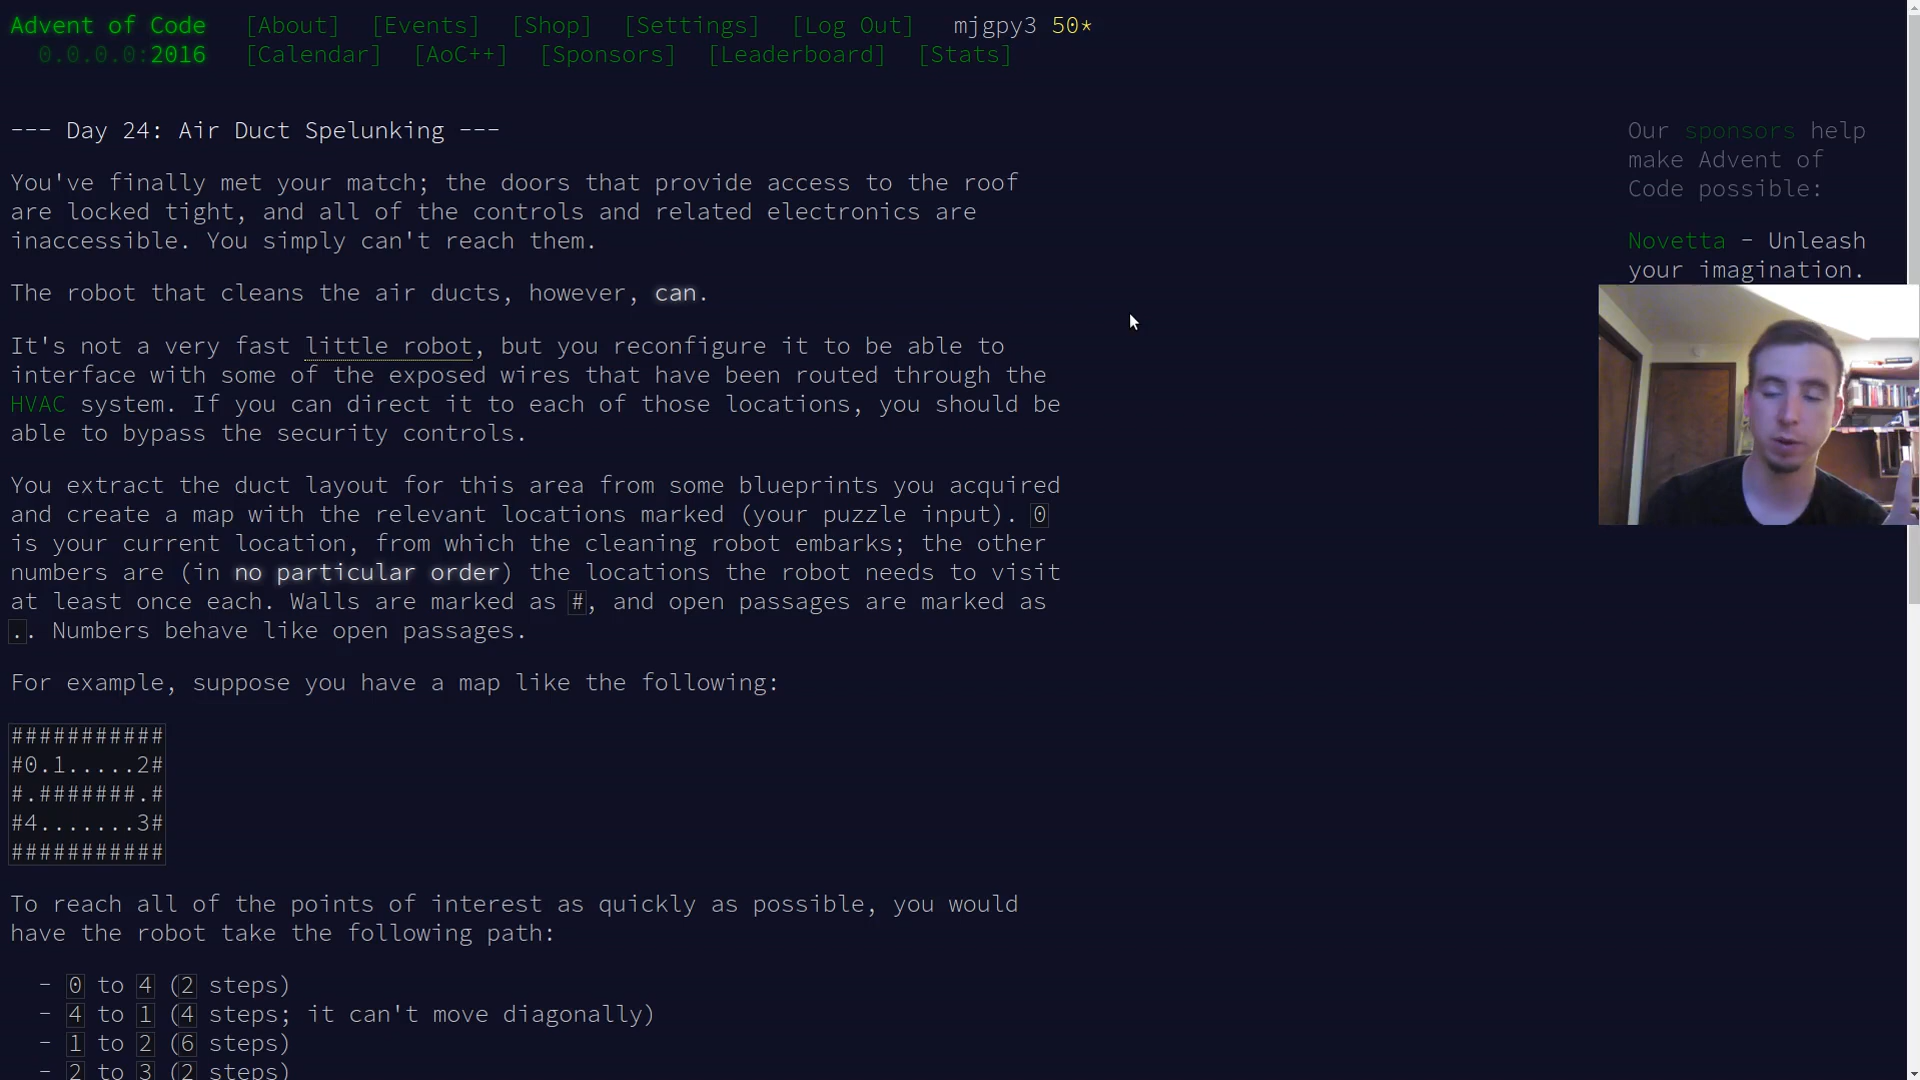 Advent of Code [About] [Events] [Shop] [Settings] [Log Out] mjgpy3 50*
0.0.0.0:2016 [Calendar] [AoC++] [Sponsors] [Leaderboard] [Stats]
--- Day 24: Air Duct Spelunking ---
You've finally met your match; the doors that provide access to the roof
are locked tight, and all of the controls and related electronics are
inaccessible. You simply can't reach them.
The robot that cleans the air ducts, however, can.
It's not a very fast little robot, but you reconfigure it to be able to
interface with some of the exposed wires that have been routed through the
HVAC system. If you can direct it to each of those locations, you should be
able to bypass the security controls.
You extract the duct layout for this area from some blueprints you acquired
and create a map with the relevant locations marked (your puzzle input). 0
is your current location, from which the cleaning robot embarks; the other
numbers are (in no particular order) the locations the robot needs to visit
at least once each. Walls are marked as #, and open passages are marked as
.. Numbers behave like open passages.
For example, suppose you have a map like the following:
###########
#0.1.....2#
#.#######.#
#4.......3#
###########
To reach all of the points of interest as quickly as possible, you would
have the robot take the following path:
- 0 to 4 (2 steps)
- 4 to 1 (4 steps; it can't move diagonally)
- 1 to 2 (6 steps)
- 2 to 3 (2 steps)
Our sponsors help
make Advent of
Code possible:
Novetta - Unleash
your imagination.